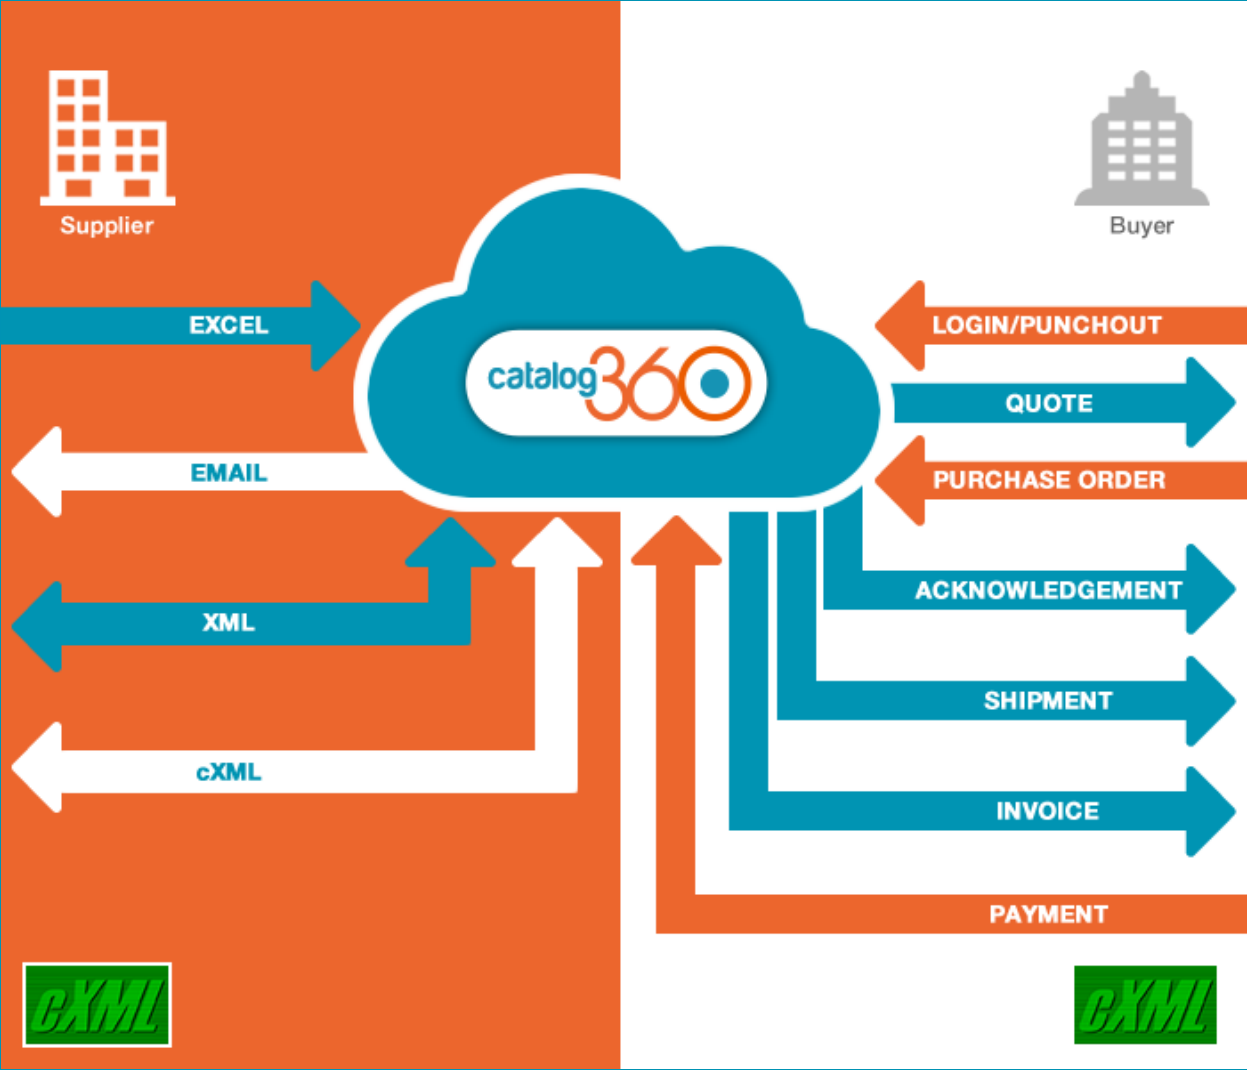 Supplier
Buyer
EXCEL
EMAIL
XML
cXML
catalog360
LOGIN/PUNCHOUT
QUOTE
PURCHASE ORDER
ACKNOWLEDGEMENT
SHIPMENT
INVOICE
PAYMENT
cXML
cXML